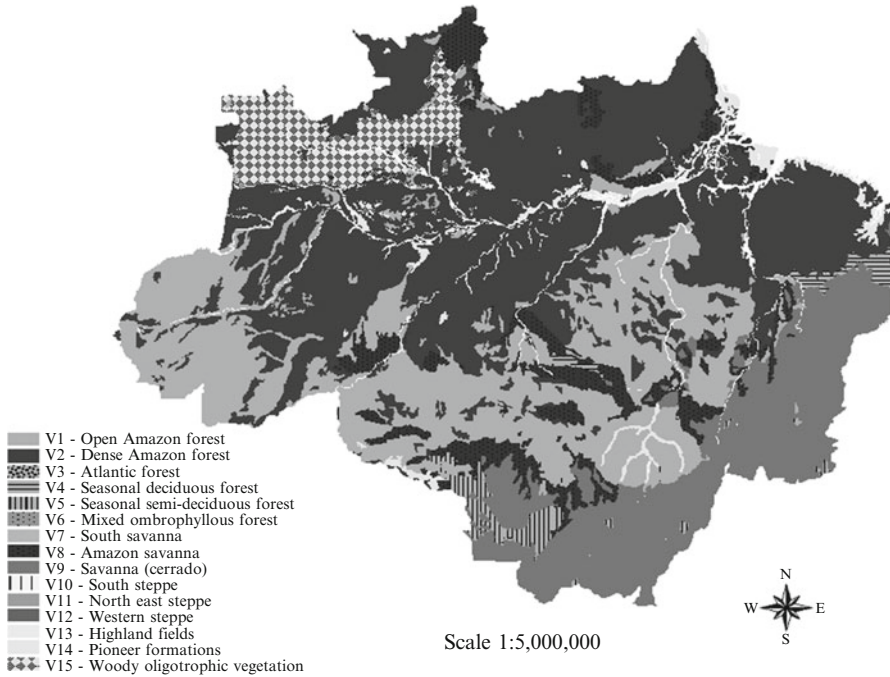 V1 - Open Amazon forest
V2 - Dense Amazon forest
V3 - Atlantic forest
V4 - Seasonal deciduous forest
V5 - Seasonal semi-deciduous forest
V6 - Mixed ombrophyllous forest
V7 - South savanna
V8 - Amazon savanna
V9 - Savanna (cerrado)
V10 - South steppe
V11 - North east steppe
V12 - Western steppe
V13 - Highland fields
V14 - Pioneer formations
V15 - Woody oligotrophic vegetation
Scale 1:5,000,000
N
W E
S